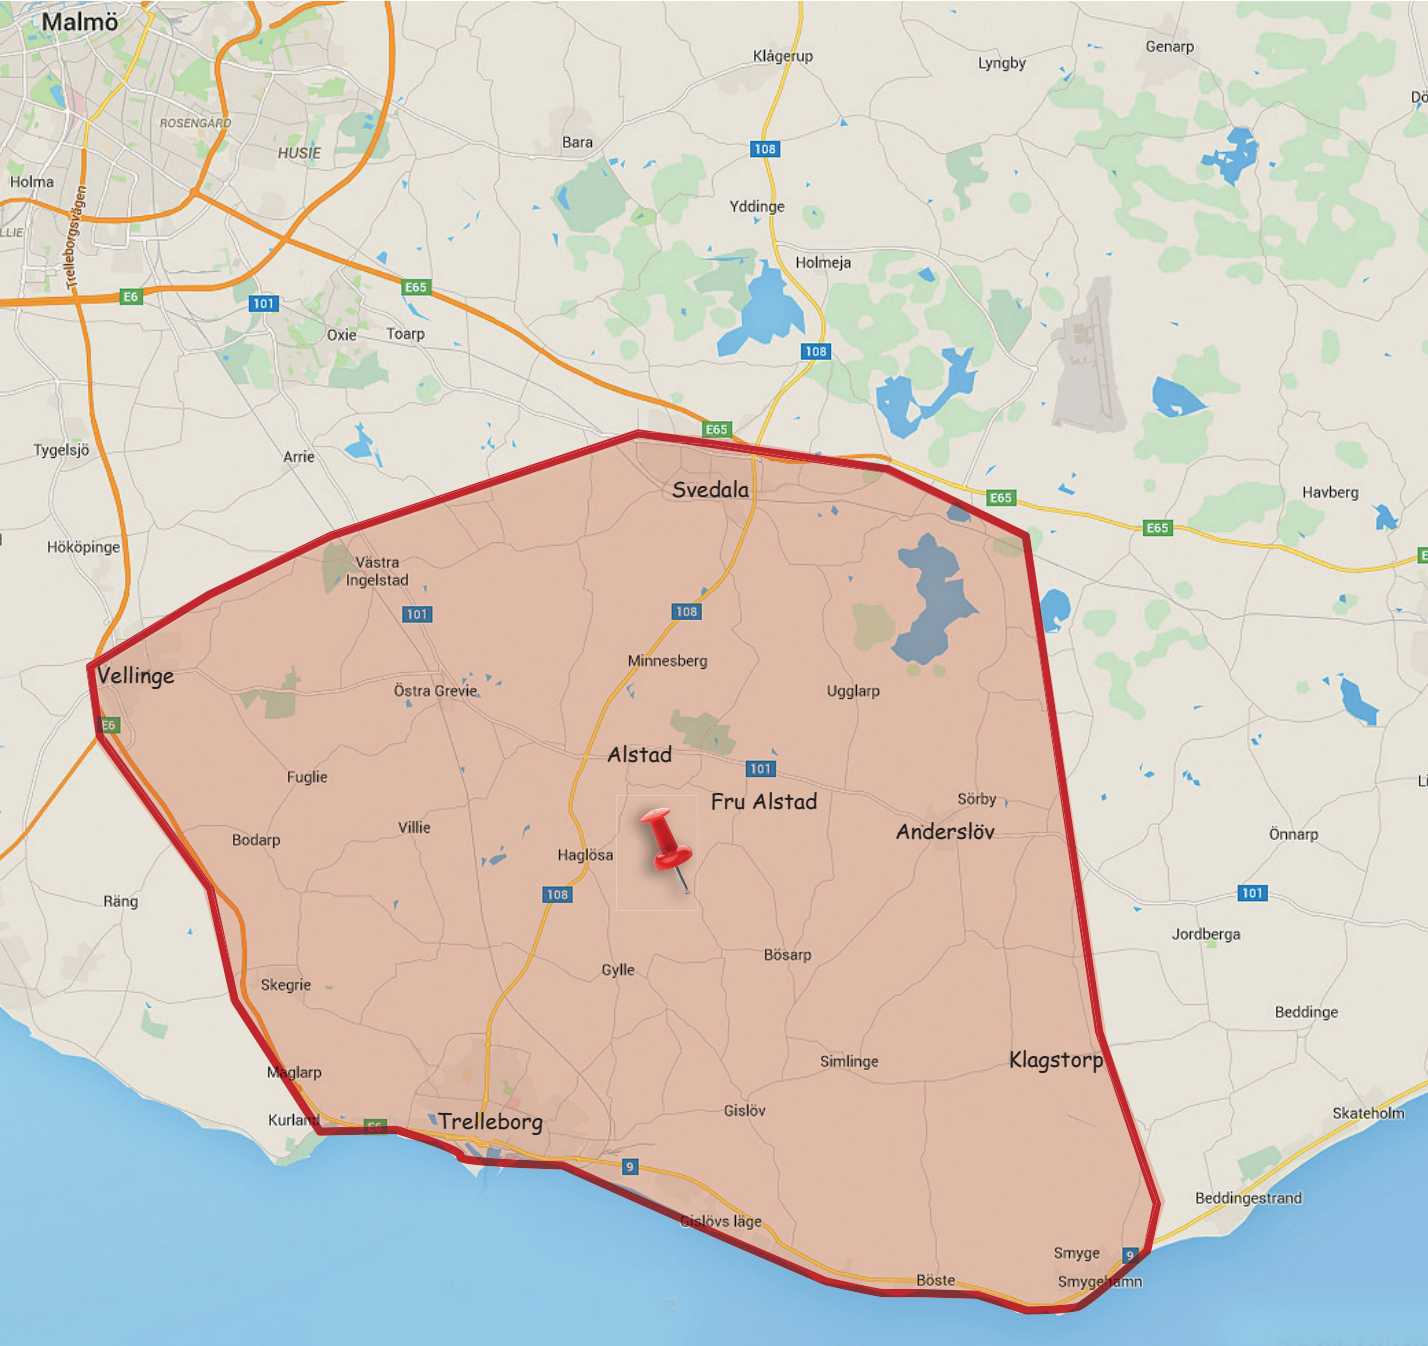 Malmö
Klågerup
Genarp
Lyngby
ROSENGÅRD
Bara
108
HUSIE
Holma
Trelleborgsvägen
Yddinge
Holmeja
E65
E6
101
Oxie
Toarp
108
E65
Tygelsjö
Arrie
Svedala
E65
Havberg
E65
Hököpinge
Västra
Ingelstad
101
108
Minnesberg
Vellinge
Östra Grevie
Ugglarp
E6
Alstad
101
Fuglie
Fru Alstad
Sörby
Villie
Anderslöv
Önnarp
Bodarp
Haglösa
108
101
Räng
Jordberga
Bösarp
Gylle
Skegrie
Beddinge
Klagstorp
Simlinge
Maglarp
Gislöv
Skateholm
Kurland
E6
Trelleborg
9
Beddingestrand
Gislövs läge
Smyge
9
Böste
Smygehamn